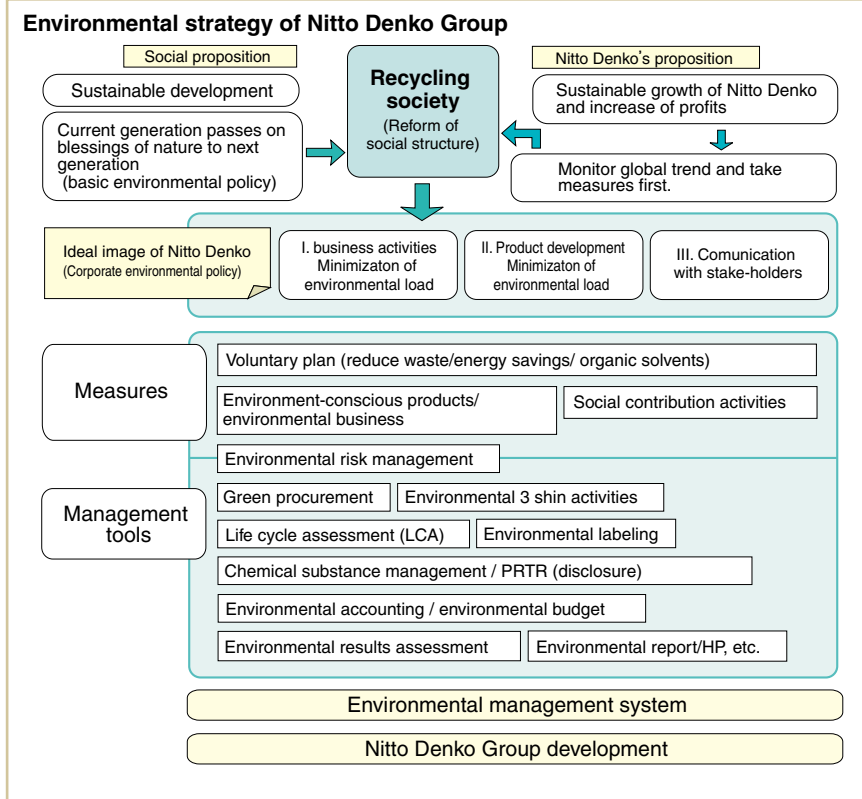 Environmental strategy of Nitto Denko Group
Social proposition
Sustainable development
Current generation passes on
blessings of nature to next
generation
(basic environmental policy)
Recycling
society
(Reform of
social structure)
Nitto Denko's proposition
Sustainable growth of Nitto Denko
and increase of profits
Monitor global trend and take
measures first.
Ideal image of Nitto Denko
(Corporate environmental policy)
I. business activities
Minimizaton of
environmental load
II. Product development
Minimizaton of
environmental load
III. Comunication
with stake-holders
Measures
Voluntary plan (reduce waste/energy savings/ organic solvents)
Environment-conscious products/
environmental business
Social contribution activities
Environmental risk management
Management
tools
Green procurement
Environmental 3 shin activities
Life cycle assessment (LCA)
Environmental labeling
Chemical substance management / PRTR (disclosure)
Environmental accounting / environmental budget
Environmental results assessment
Environmental report/HP, etc.
Environmental management system
Nitto Denko Group development